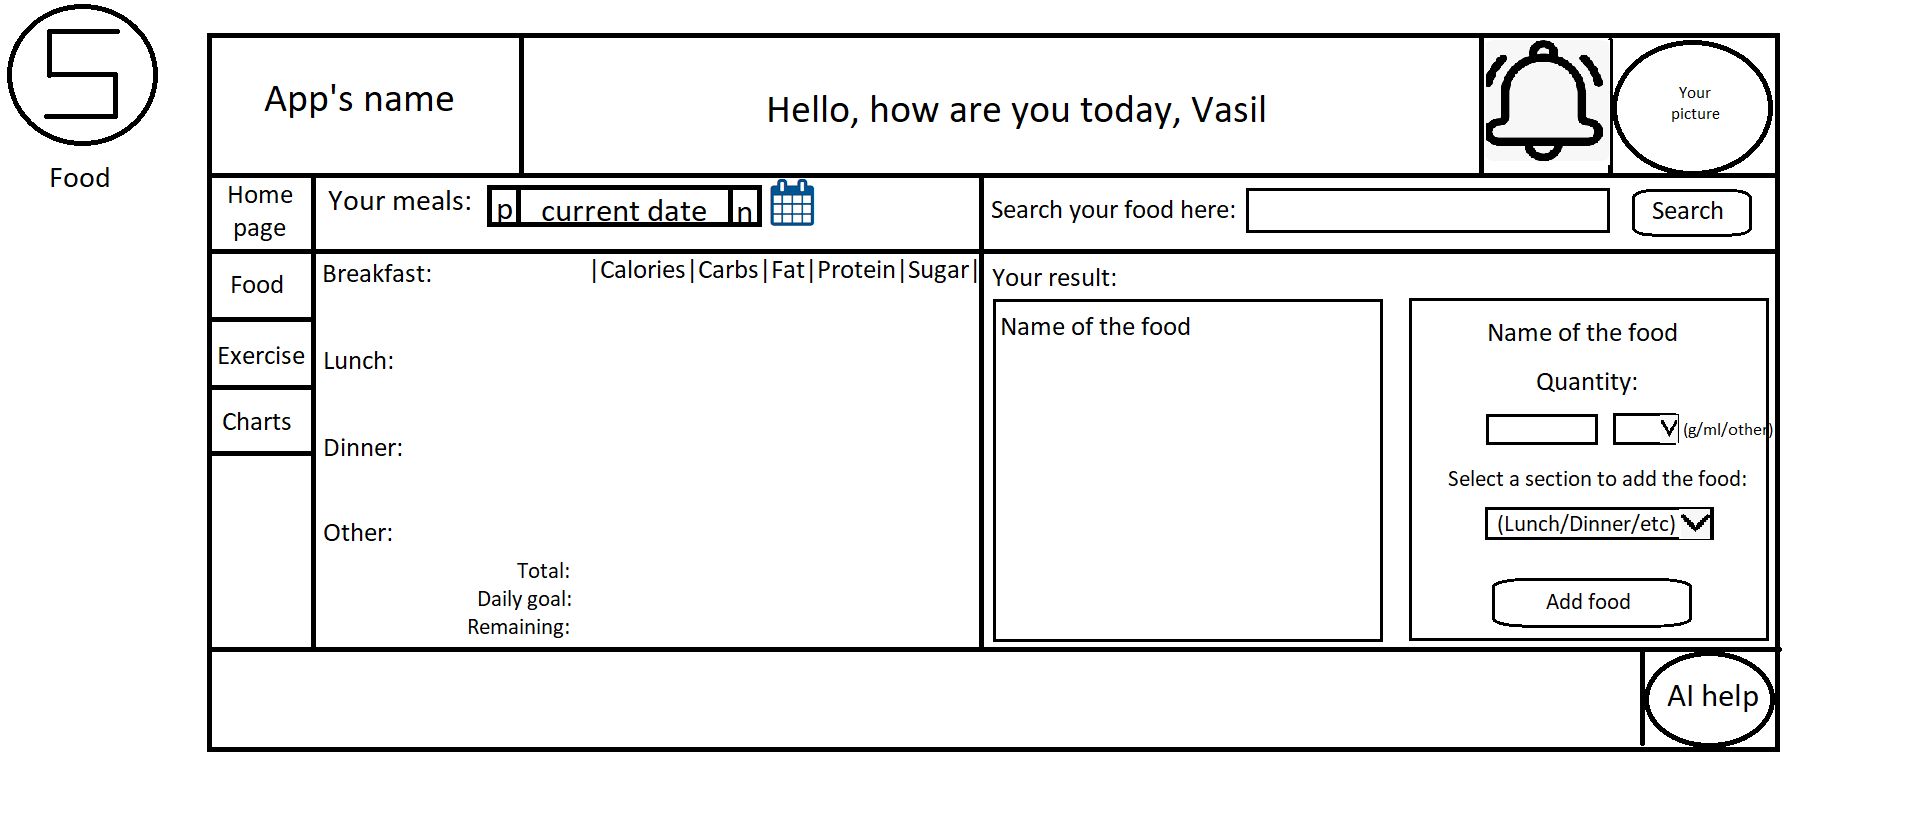 5
Food
App's name
Hello, how are you today, Vasil
Your
picture
Home
page
Food
Exercise
Charts
Your meals:
p
current date
n
Search your food here:
Search
Breakfast:
|Calories|Carbs|Fat|Protein|Sugar|
Lunch:
Dinner:
Other:
Total:
Daily goal:
Remaining:
Your result:
Name of the food
Name of the food
Quantity:
(g/ml/other)
Select a section to add the food:
(Lunch/Dinner/etc)
Add food
AI help